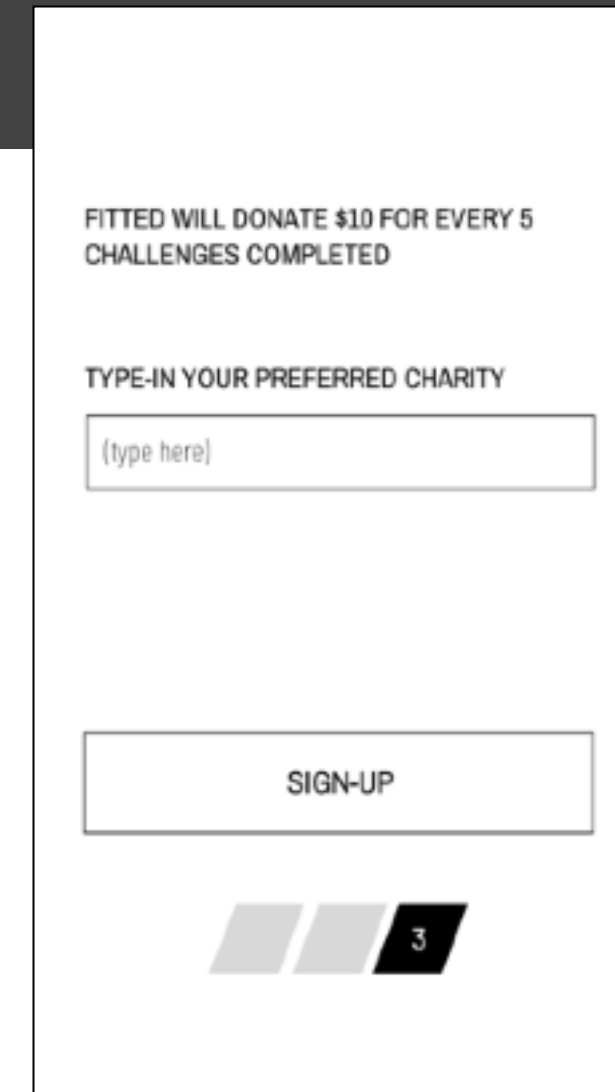 FITTED WILL DONATE $10 FOR EVERY 5
CHALLENGES COMPLETED
TYPE-IN YOUR PREFERRED CHARITY
(type here)
SIGN-UP
3